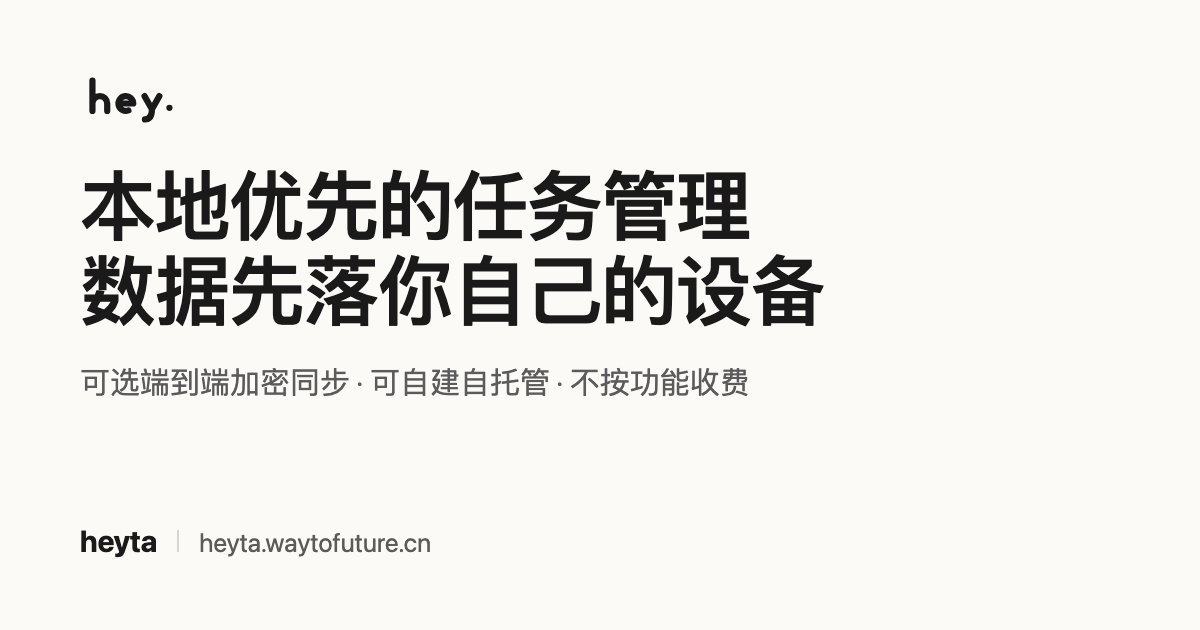 hey.
本地优先的任务管理
数据先落你自己的设备
可选端到端加密同步 · 可自建自托管 · 不按功能收费
heyta | heyta.waytofuture.cn